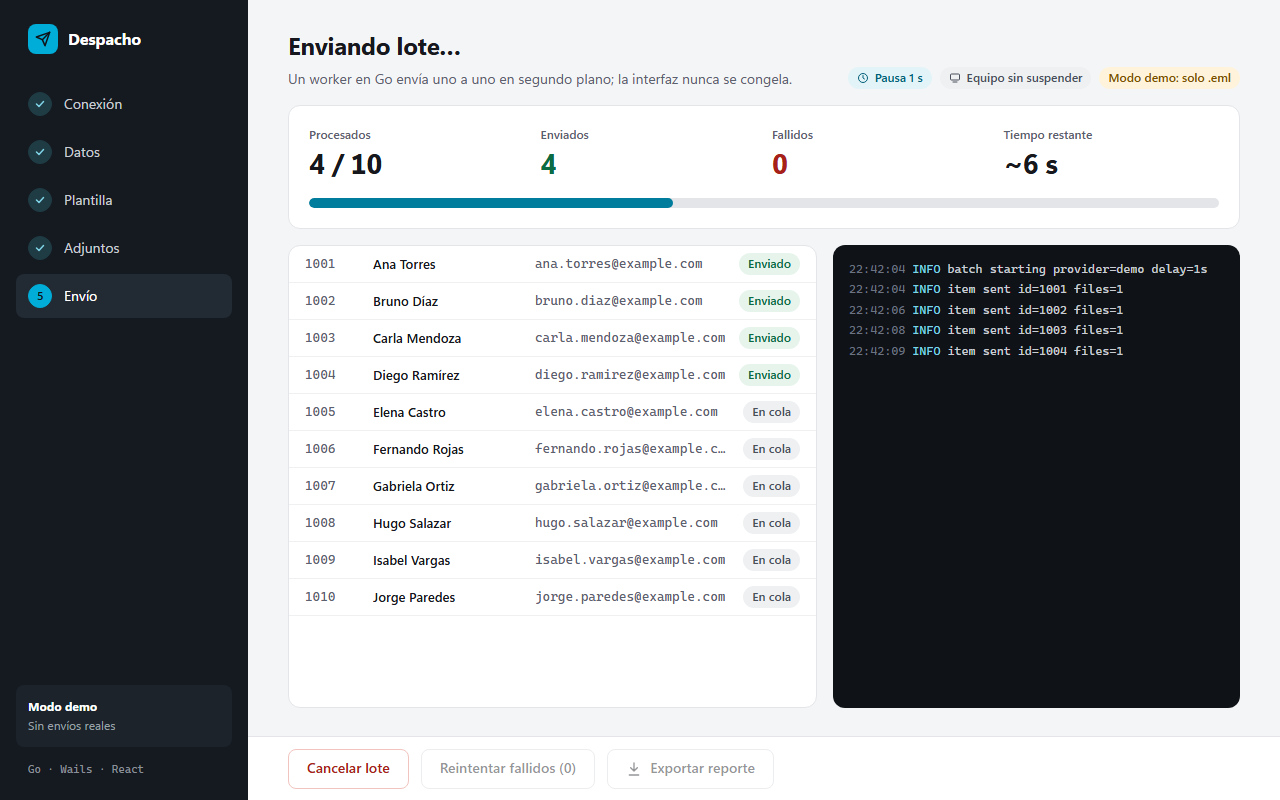 Despacho
Conexión
Datos
Plantilla
Adjuntos
5 Envío
Modo demo
Sin envios reales
Go · Wails · React
Enviando lote…
Un worker en Go envía uno a uno en segundo plano; la interfaz nunca se congela.
Pausa 1 s
Equipo sin suspender
Modo demo: solo .eml
Procesados
4 / 10
Enviados
4
Fallidos
0
Tiempo restante
~6 s
1001 Ana Torres ana.torres@example.com Enviado
1002 Bruno Díaz bruno.diaz@example.com Enviado
1003 Carla Mendoza carla.mendoza@example.com Enviado
1004 Diego Ramírez diego.ramirez@example.com Enviado
1005 Elena Castro elena.castro@example.com En cola
1006 Fernando Rojas fernando.rojas@example.c… En cola
1007 Gabriela Ortiz gabriela.ortiz@example.c… En cola
1008 Hugo Salazar hugo.salazar@example.com En cola
1009 Isabel Vargas isabel.vargas@example.com En cola
1010 Jorge Paredes jorge.paredes@example.com En cola
22:42:04 INFO batch starting provider=demo delay=1s
22:42:04 INFO item sent id=1001 files=1
22:42:06 INFO item sent id=1002 files=1
22:42:08 INFO item sent id=1003 files=1
22:42:09 INFO item sent id=1004 files=1
Cancelar lote
Reintentar fallidos (0)
Exportar reporte